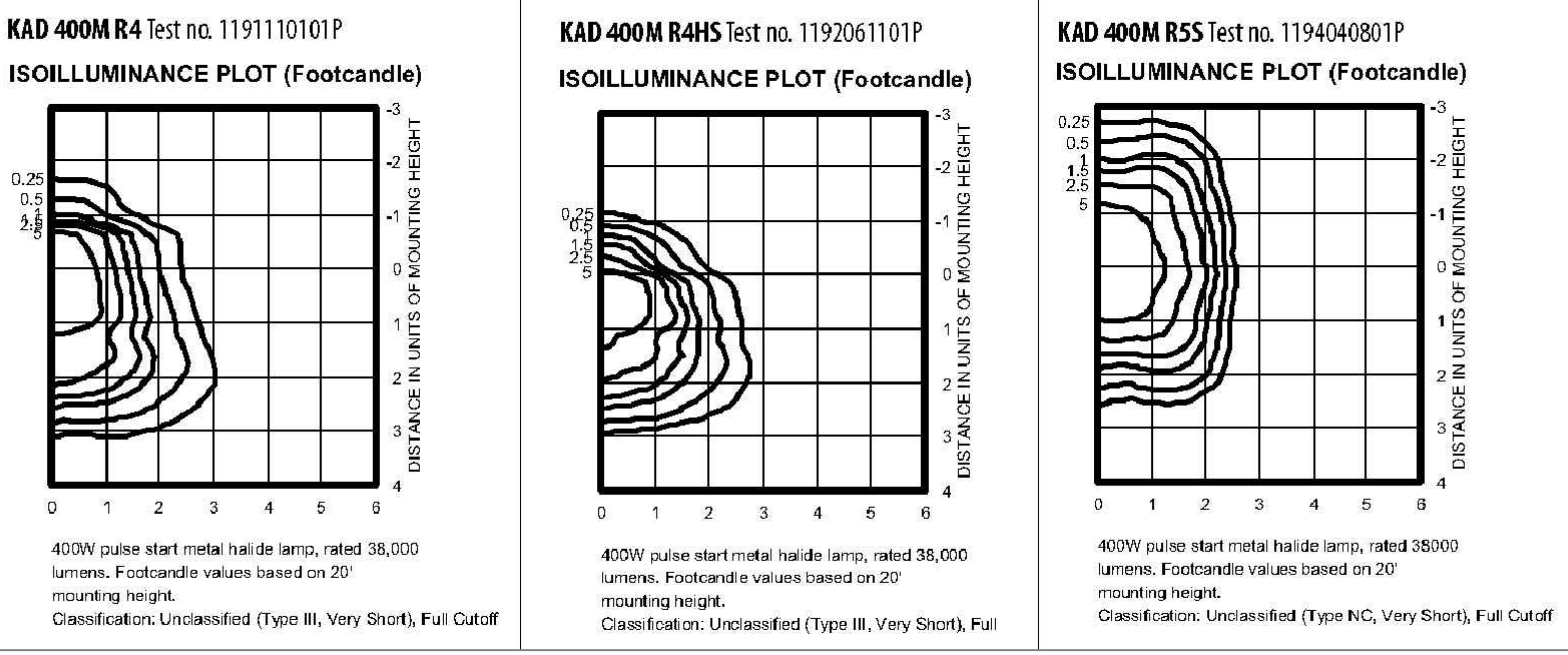 KAD 400M R4 Test no. 1191110101P
ISOILLUMINANCE PLOT (Footcandle)
0.25
0.5
1
2.5
5
-3
-2
-1
0
1
2
3
4
DISTANCE IN UNITS OF MOUNTING HEIGHT
0 1 2 3 4 5 6
400W pulse start metal halide lamp, rated 38,000
lumens. Footcandle values based on 20'
mounting height.
Classification: Unclassified (Type III, Very Short), Full Cutoff
KAD 400M R4HS Test no. 1192061101P
ISOILLUMINANCE PLOT (Footcandle)
0.25
0.5
1
1.5
2.5
5
-3
-2
-1
0
1
2
3
4
DISTANCE IN UNITS OF MOUNTING HEIGHT
0 1 2 3 4 5 6
400W pulse start metal halide lamp, rated 38,000
lumens. Footcandle values based on 20'
mounting height.
Classification: Unclassified (Type III, Very Short), Full
KAD 400M R5S Test no. 1194040801P
ISOILLUMINANCE PLOT (Footcandle)
0.25
0.5
1
1.5
2.5
5
-3
-2
-1
0
1
2
3
4
DISTANCE IN UNITS OF MOUNTING HEIGHT
0 1 2 3 4 5 6
400W pulse start metal halide lamp, rated 38000
lumens. Footcandle values based on 20'
mounting height.
Classification: Unclassified (Type NC, Very Short), Full Cutoff